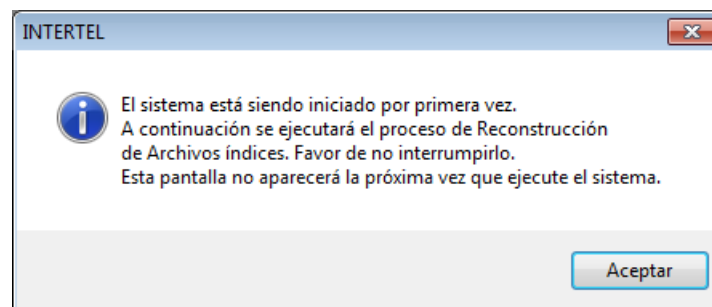 INTERTEL
El sistema está siendo iniciado por primera vez.
A continuación se ejecutará el proceso de Reconstrucción
de Archivos índices. Favor de no interrumpirlo.
Esta pantalla no aparecerá la próxima vez que ejecute el sistema.
Aceptar